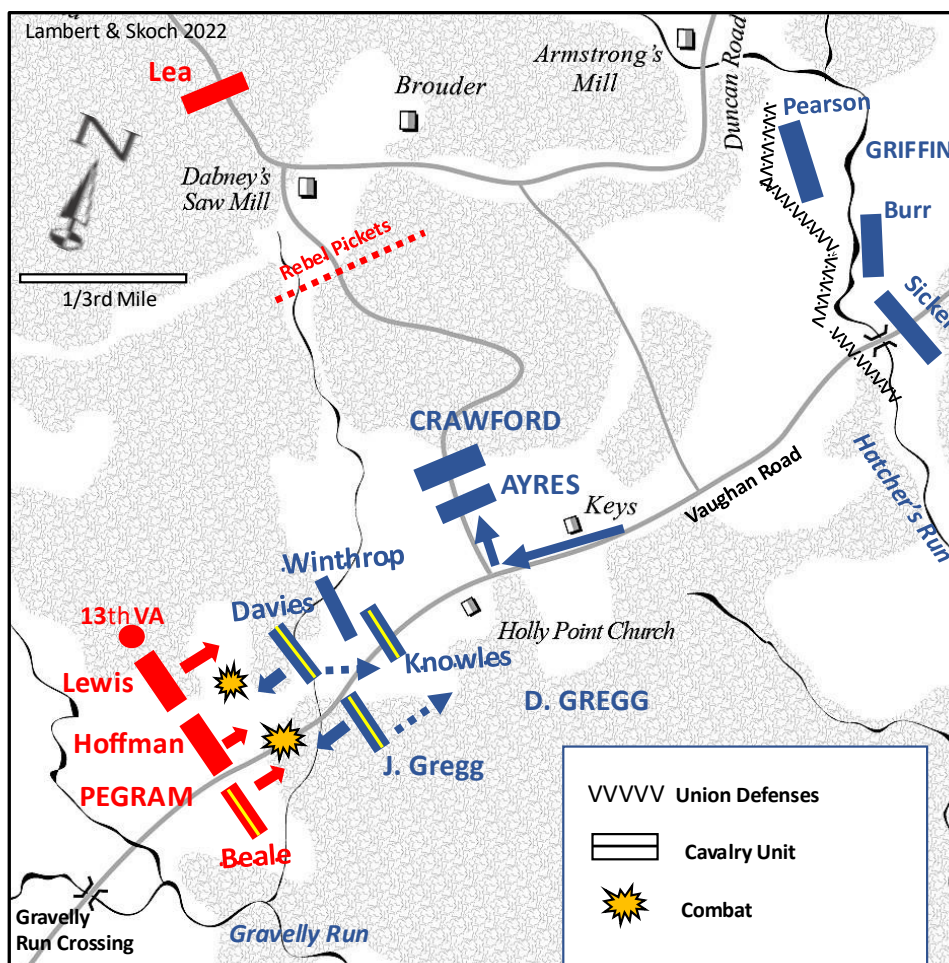 Lambert & Skoch 2022
Lea
Brouder
Armstrong's
Mill
Duncan Road
Pearson
GRIFFIN
N
Dabney's
Saw Mill
Burr
Rebel Pickets
Sickel
1/3rd Mile
CRAWFORD
AYRES
Keys
Vaughan Road
Hatcher's Run
Winthrop
Davies
13th VA
Holly Point Church
Knowles
Lewis
D. GREGG
Hoffman
J. Gregg
PEGRAM
Beale
VVVVV Union Defenses
Cavalry Unit
Combat
Gravelly
Run Crossing
Gravelly Run